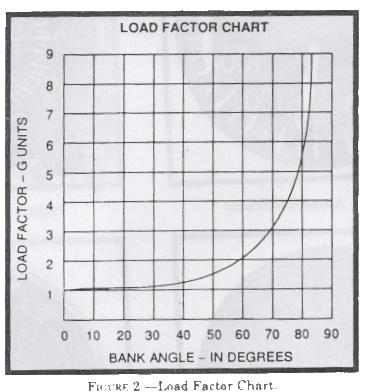 LOAD FACTOR CHART
LOAD FACTOR – G UNITS
9
8
7
6
5
4
3
2
1
0 10 20 30 40 50 60 70 80 90
BANK ANGLE – IN DEGREES
FIGURE 2 —Load Factor Chart.